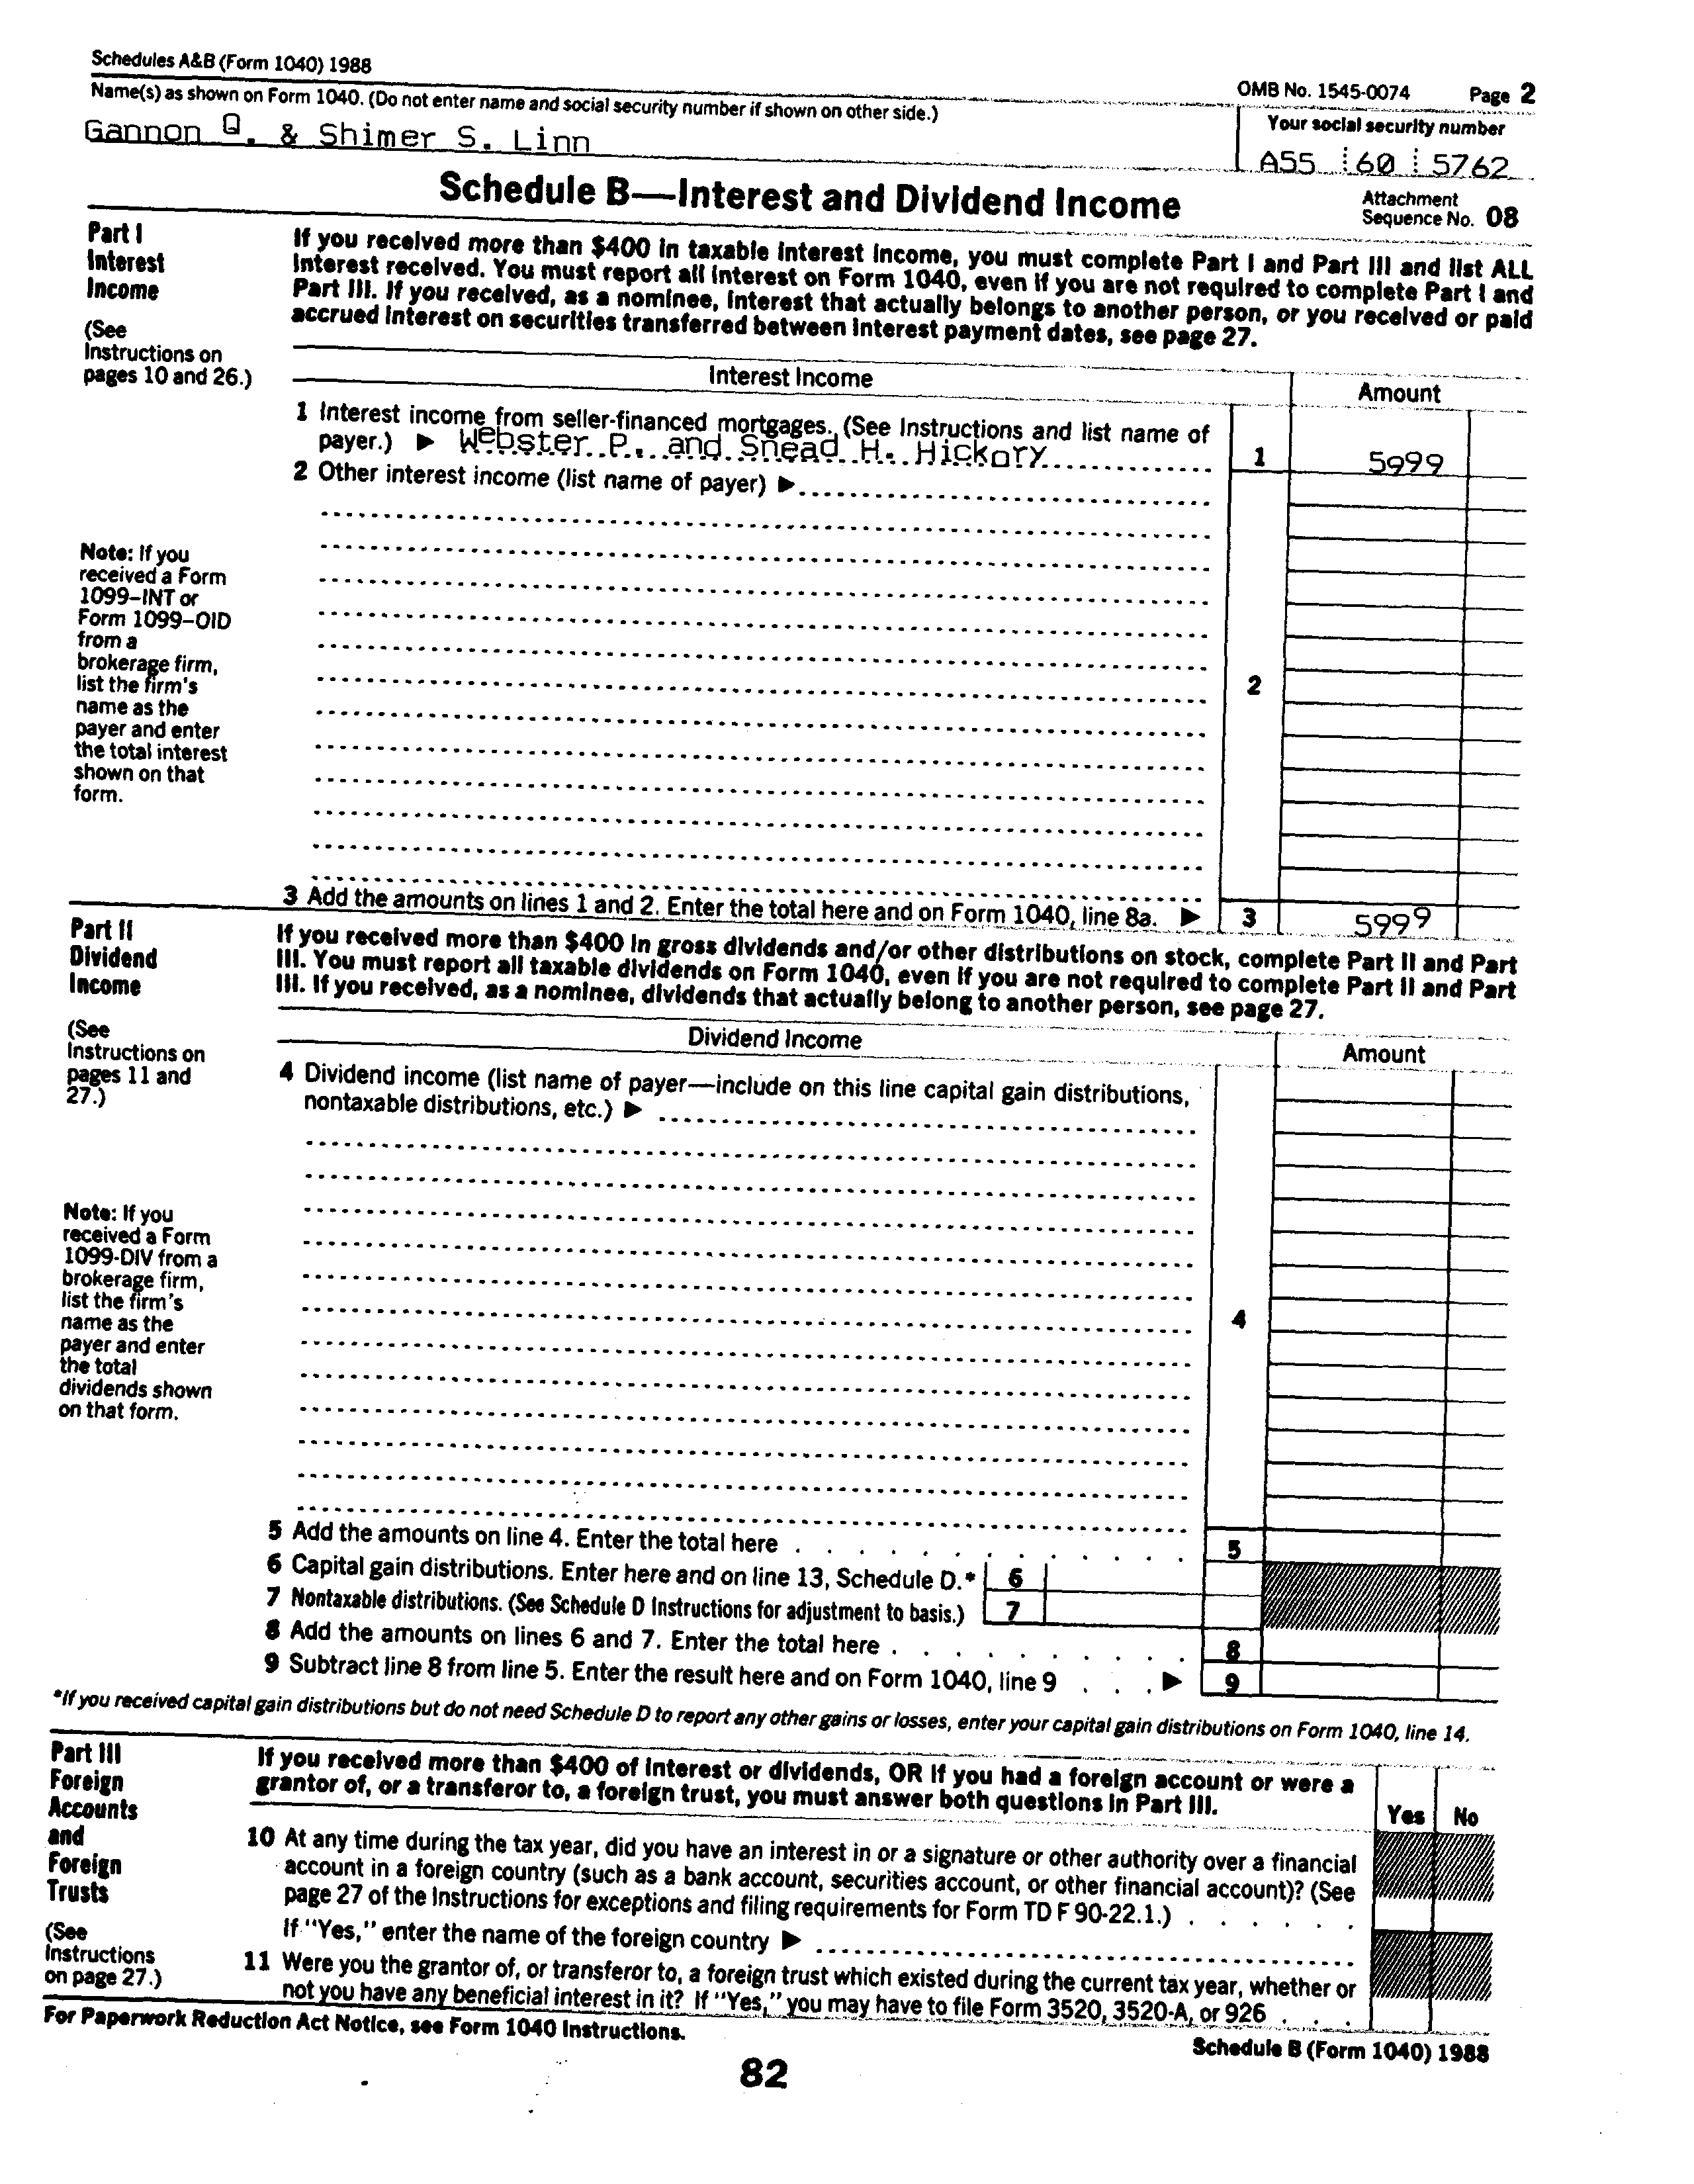 Schedules A&B (Form 1040) 1988
OMB No. 1545-0074 Page 2
Name(s) as shown on Form 1040. (Do not enter name and social security number if shown on other side.)
Your social security number
Gannon Q. & Shimer S. Linn
A55 60 5762
Schedule B—Interest and Dividend Income
Attachment
Sequence No. 08
Part I
Interest
Income
(See
Instructions on
pages 10 and 26.)
If you received more than $400 in taxable interest income, you must complete Part I and Part III and list ALL
interest received. You must report all interest on Form 1040, even if you are not required to complete Part I and
Part III. If you received, as a nominee, interest that actually belongs to another person, or you received or paid
accrued interest on securities transferred between interest payment dates, see page 27.
Interest Income
Amount
1 Interest income from seller-financed mortgages. (See Instructions and list name of
payer.) ▶ Webster P. and Snead H. Hickory
1 5999
2 Other interest income (list name of payer) ▶
Note: If you
received a Form
1099–INT or
Form 1099–OID
from a
brokerage firm,
list the firm's
name as the
payer and enter
the total interest
shown on that
form.
2
3 Add the amounts on lines 1 and 2. Enter the total here and on Form 1040, line 8a. ▶ 3 5999
Part II
Dividend
Income
(See
Instructions on
pages 11 and
27.)
If you received more than $400 in gross dividends and/or other distributions on stock, complete Part II and Part
III. You must report all taxable dividends on Form 1040, even if you are not required to complete Part II and Part
III. If you received, as a nominee, dividends that actually belong to another person, see page 27.
Dividend Income
Amount
4 Dividend income (list name of payer—include on this line capital gain distributions,
nontaxable distributions, etc.) ▶
Note: If you
received a Form
1099-DIV from a
brokerage firm,
list the firm's
name as the
payer and enter
the total
dividends shown
on that form.
4
5 Add the amounts on line 4. Enter the total here . . . . . . . . . . . 5
6 Capital gain distributions. Enter here and on line 13, Schedule D.* 6
7 Nontaxable distributions. (See Schedule D Instructions for adjustment to basis.) 7
8 Add the amounts on lines 6 and 7. Enter the total here . . . . . . . . . 8
9 Subtract line 8 from line 5. Enter the result here and on Form 1040, line 9 . . . ▶ 9
*If you received capital gain distributions but do not need Schedule D to report any other gains or losses, enter your capital gain distributions on Form 1040, line 14.
Part III
Foreign
Accounts
and
Foreign
Trusts
(See
Instructions
on page 27.)
If you received more than $400 of interest or dividends, OR if you had a foreign account or were a
grantor of, or a transferor to, a foreign trust, you must answer both questions in Part III.
Yes No
10 At any time during the tax year, did you have an interest in or a signature or other authority over a financial
account in a foreign country (such as a bank account, securities account, or other financial account)? (See
page 27 of the Instructions for exceptions and filing requirements for Form TD F 90-22.1.) . . . . . .
If "Yes," enter the name of the foreign country ▶
11 Were you the grantor of, or transferor to, a foreign trust which existed during the current tax year, whether or
not you have any beneficial interest in it? If "Yes," you may have to file Form 3520, 3520-A, or 926 . . .
For Paperwork Reduction Act Notice, see Form 1040 Instructions.
Schedule B (Form 1040) 1988
82